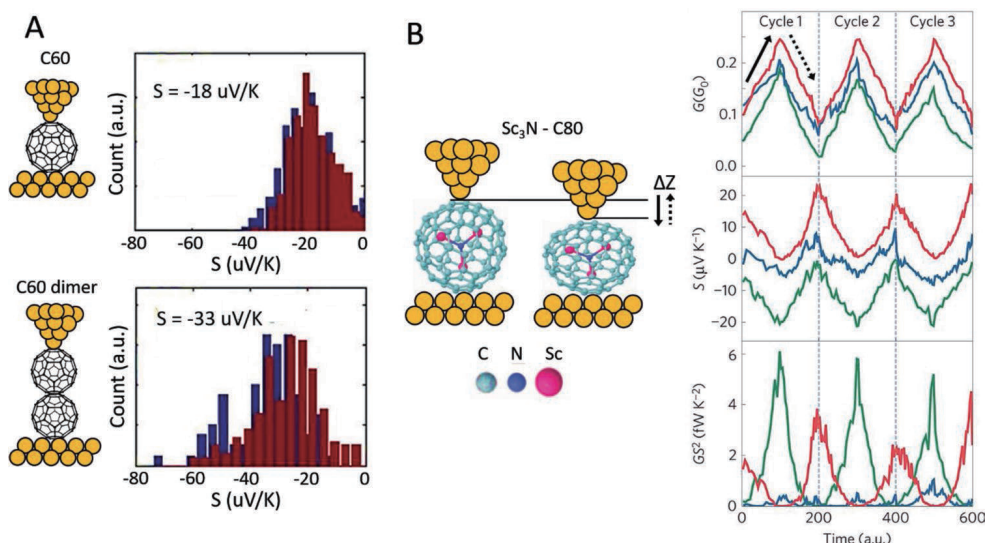 A
C60
S = -18 uV/K
Count (a.u.)
-80 -60 -40 -20 0
S (uV/K)
C60 dimer
S = -33 uV/K
Count (a.u.)
-80 -60 -40 -20 0
S (uV/K)
B
Sc₃N - C80
ΔZ
C N Sc
Cycle 1 Cycle 2 Cycle 3
G(G₀)
0.2
0.1
0.0
S (μV K⁻¹)
20
10
0
−10
−20
GS² (fW K⁻²)
6
4
2
0
0 200 400 600
Time (a.u.)